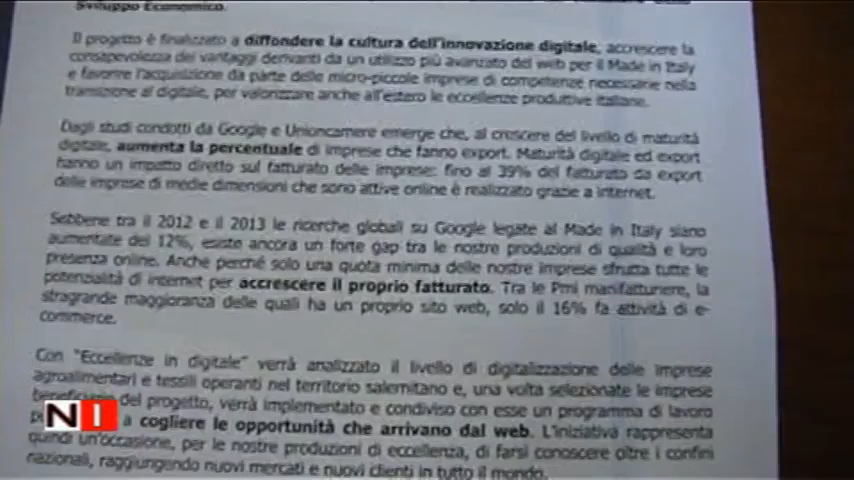 Sviluppo Economico.
Il progetto è finalizzato a diffondere la cultura dell'innovazione digitale, accrescere la
consapevolezza dei vantaggi derivanti da un utilizzo più avanzato del web per il Made in Italy
e favorire l'acquisizione da parte delle micro-piccole imprese di competenze necessarie nella
transizione al digitale, per valorizzare anche all'estero le eccellenze produttive italiane.
Dagli studi condotti da Google e Unioncamere emerge che, al crescere del livello di maturità
digitale, aumenta la percentuale di imprese che fanno export. Maturità digitale ed export
hanno un impatto diretto sul fatturato delle imprese: fino al 39% del fatturato da export
delle imprese di medie dimensioni che sono attive online è realizzato grazie a internet.
Sebbene tra il 2012 e il 2013 le ricerche globali su Google legate al Made in Italy siano
aumentate del 12%, esiste ancora un forte gap tra le nostre produzioni di qualità e loro
presenza online. Anche perché solo una quota minima delle nostre imprese sfrutta tutte le
potenzialità di internet per accrescere il proprio fatturato. Tra le Pmi manifatturiere, la
stragrande maggioranza delle quali ha un proprio sito web, solo il 16% fa attività di e-
commerce.
Con "Eccellenze in digitale" verrà analizzato il livello di digitalizzazione delle imprese
agroalimentari e tessili operanti nel territorio salernitano e, una volta selezionate le imprese
del progetto, verrà implementato e condiviso con esse un programma di lavoro
a cogliere le opportunità che arrivano dal web. L'iniziativa rappresenta
quindi un'occasione, per le nostre produzioni di eccellenza, di farsi conoscere oltre i confini
nazionali, raggiungendo nuovi mercati e nuovi clienti in tutto il mondo.
N1